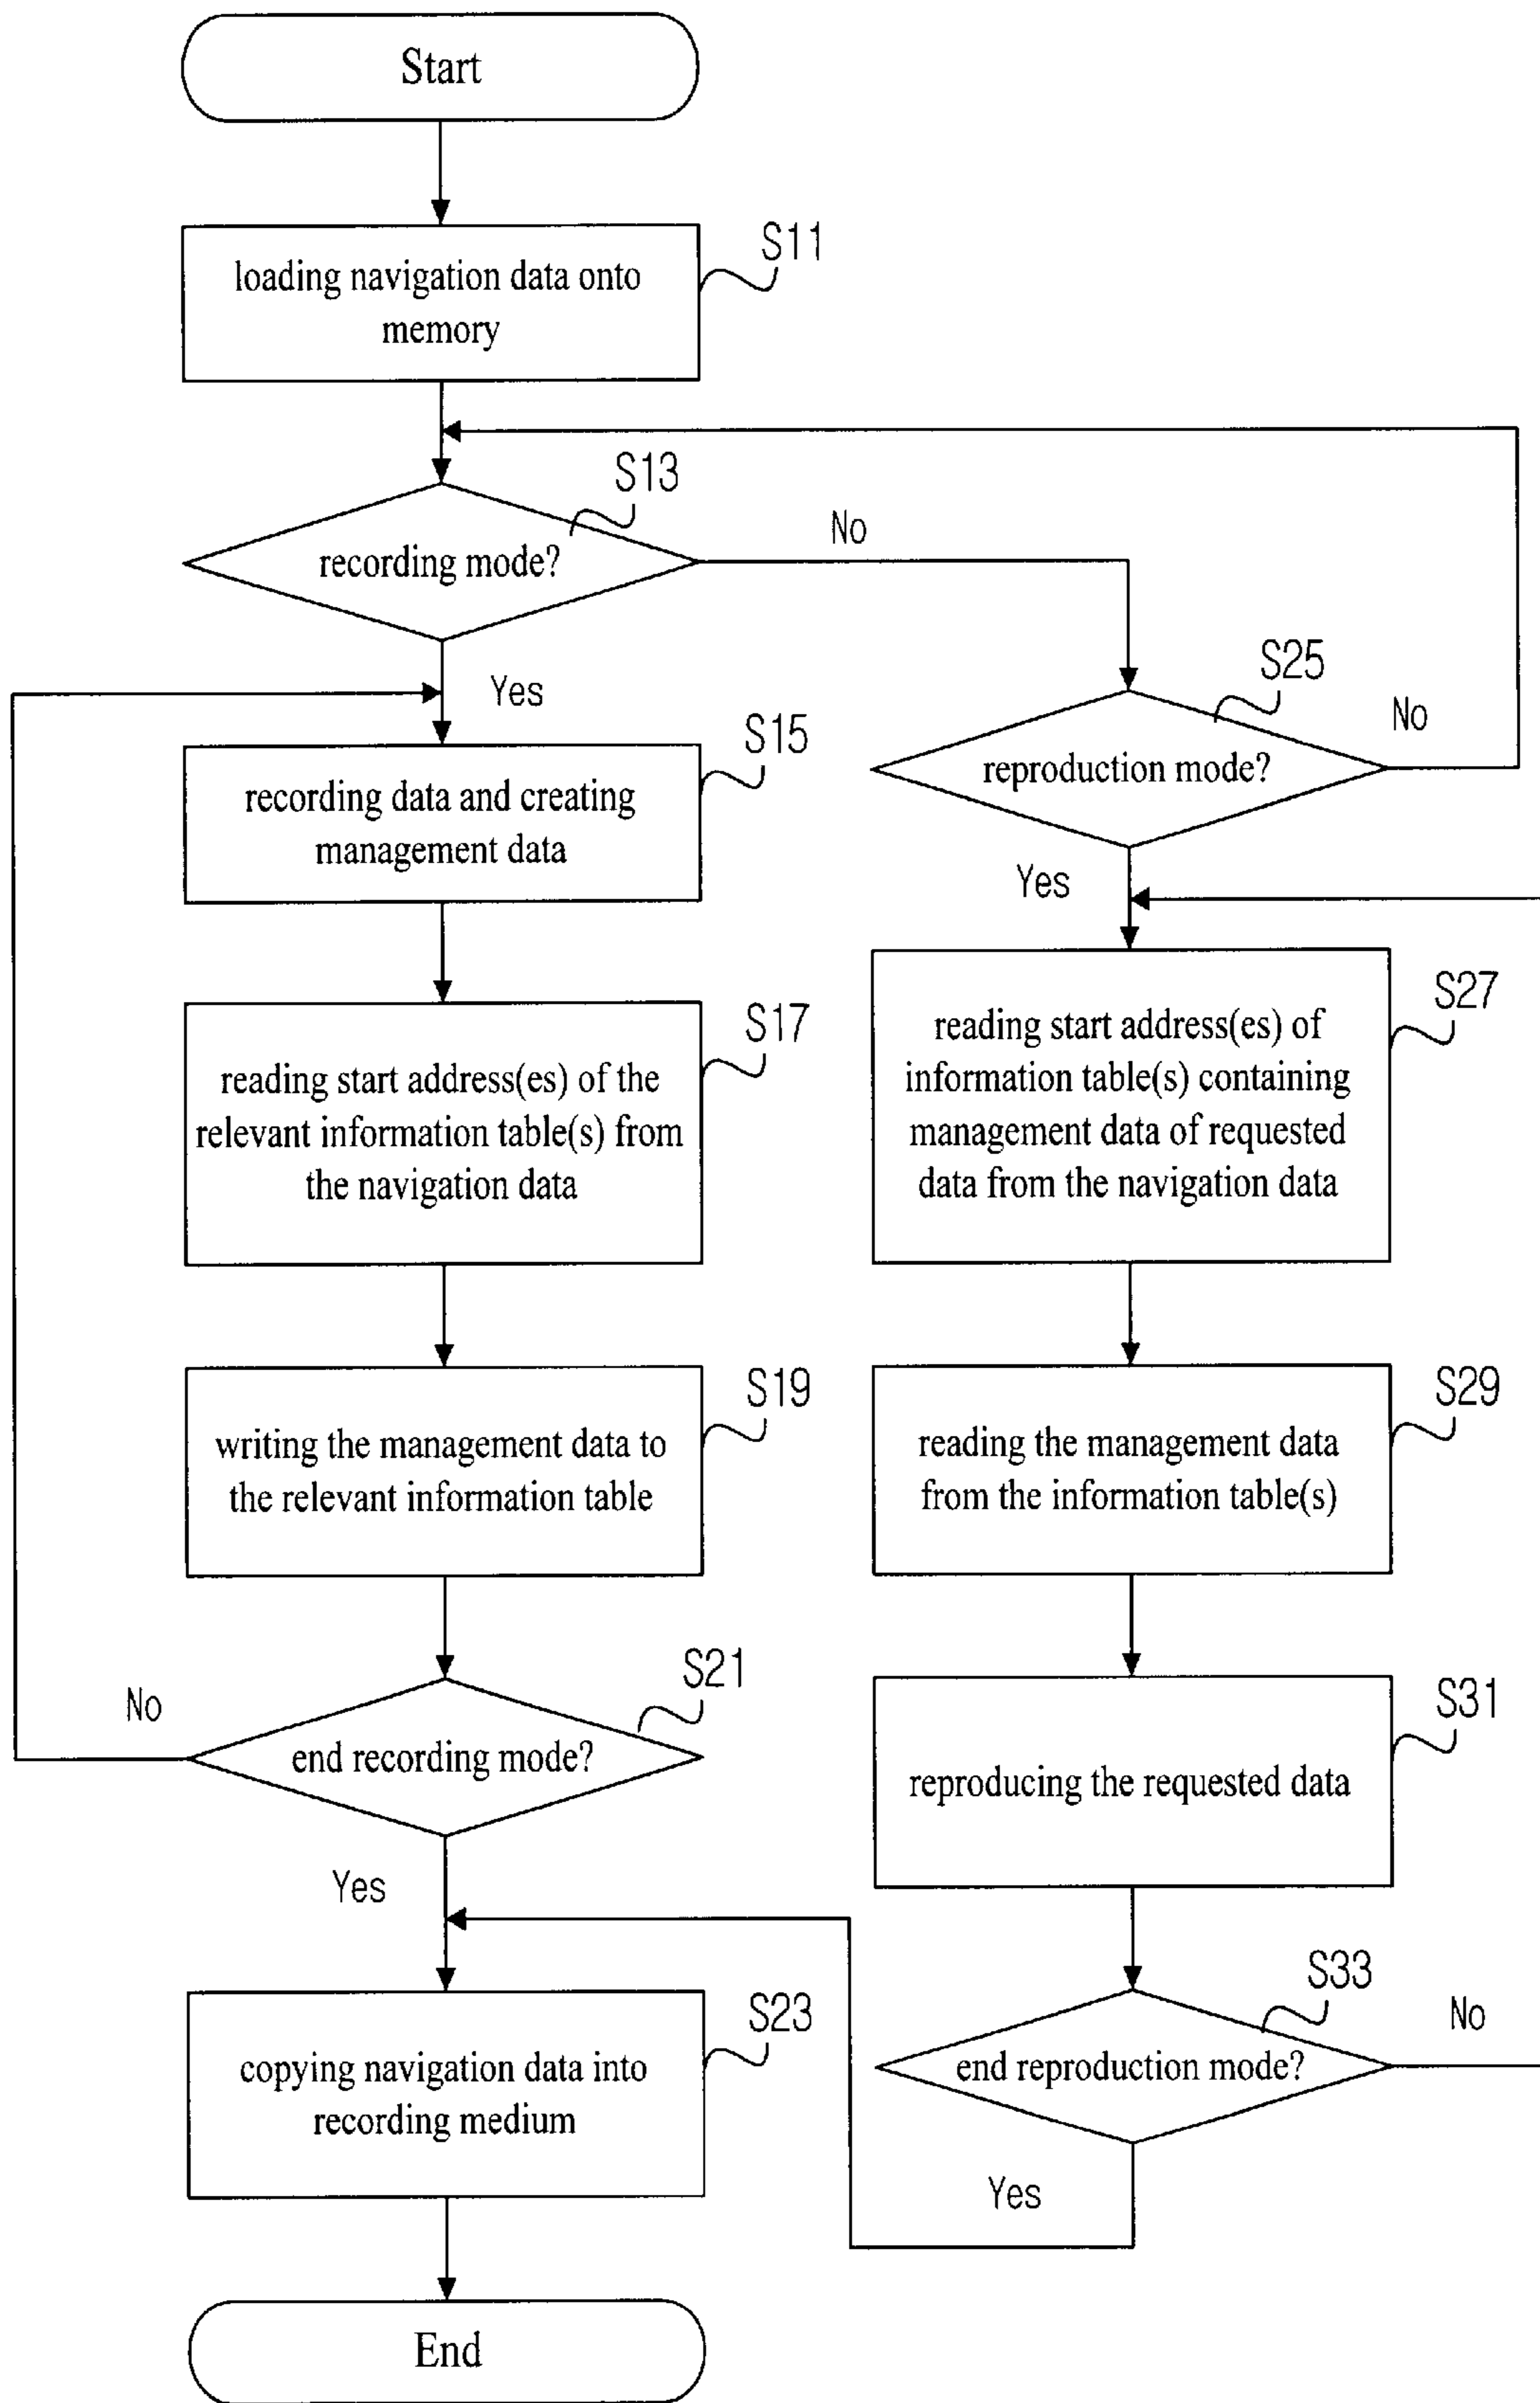 Start
S11
loading navigation data onto
memory
S13
recording mode?
No
Yes
S15
recording data and creating
management data
S17
reading start address(es) of the
relevant information table(s) from
the navigation data
S19
writing the management data to
the relevant information table
S21
No
end recording mode?
Yes
S23
copying navigation data into
recording medium
End
S25
No
reproduction mode?
Yes
S27
reading start address(es) of
information table(s) containing
management data of requested
data from the navigation data
S29
reading the management data
from the information table(s)
S31
reproducing the requested data
S33
No
end reproduction mode?
Yes